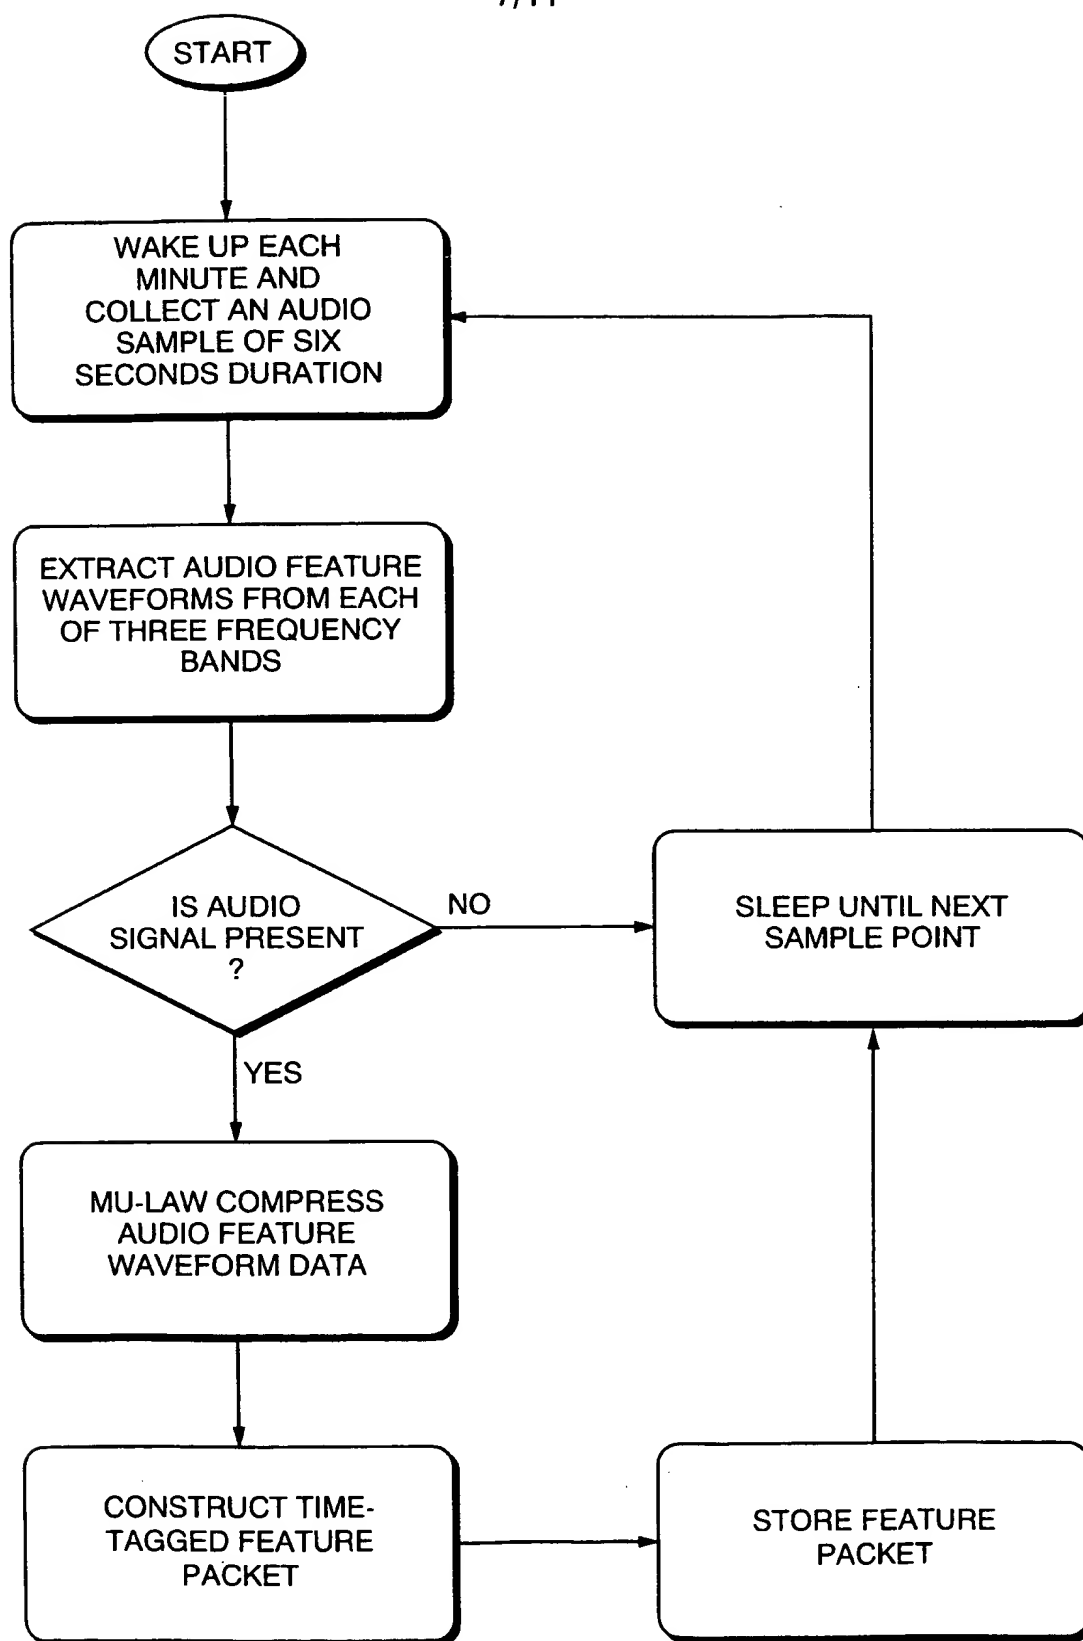 START
WAKE UP EACH
MINUTE AND
COLLECT AN AUDIO
SAMPLE OF SIX
SECONDS DURATION
EXTRACT AUDIO FEATURE
WAVEFORMS FROM EACH
OF THREE FREQUENCY
BANDS
IS AUDIO
SIGNAL PRESENT
?
NO
SLEEP UNTIL NEXT
SAMPLE POINT
YES
MU-LAW COMPRESS
AUDIO FEATURE
WAVEFORM DATA
CONSTRUCT TIME-
TAGGED FEATURE
PACKET
STORE FEATURE
PACKET